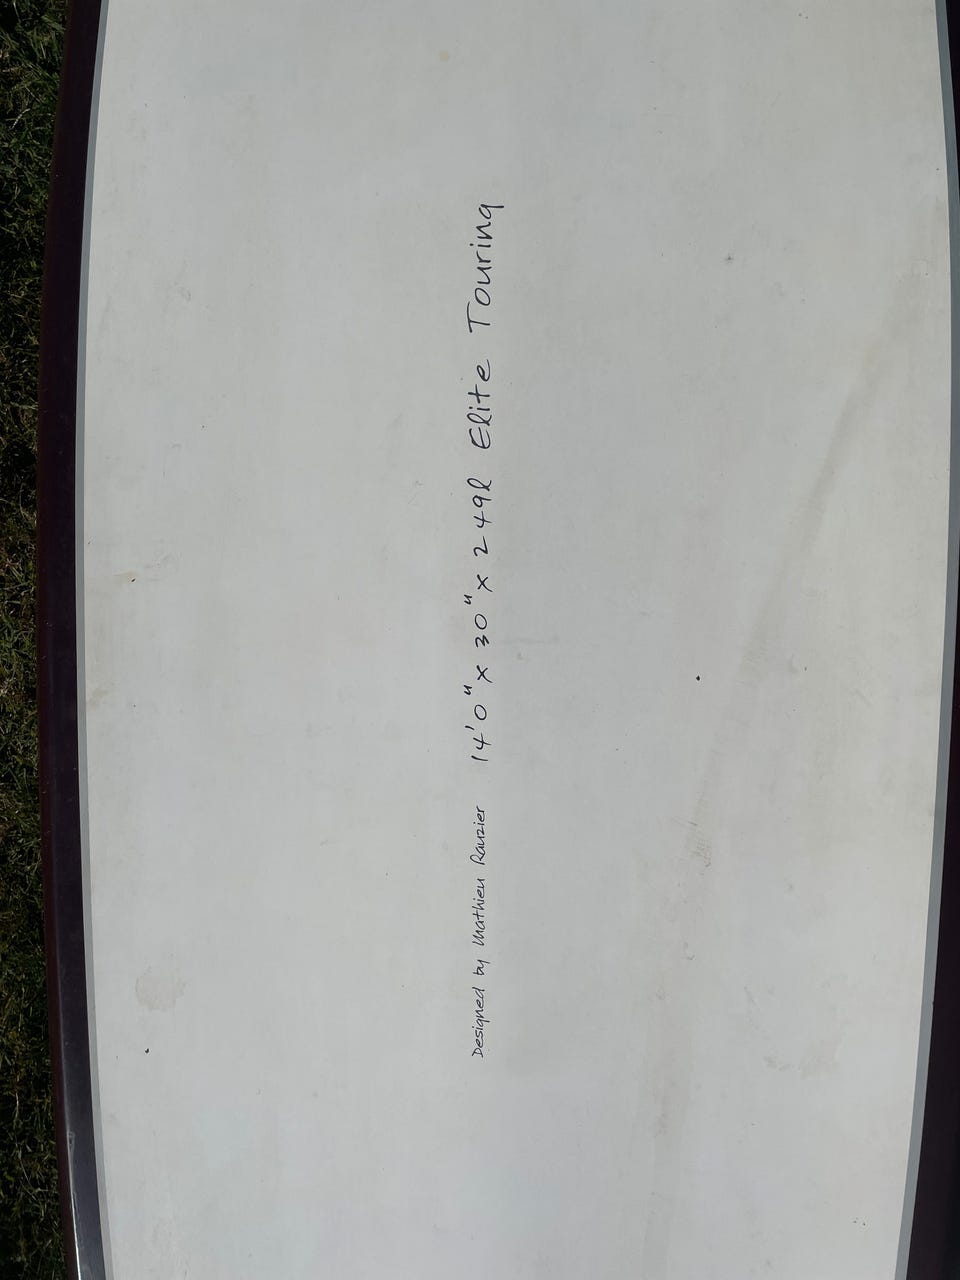 Designed by Mathieu Rauzier 14'0" x 30" x 249l Elite Touring